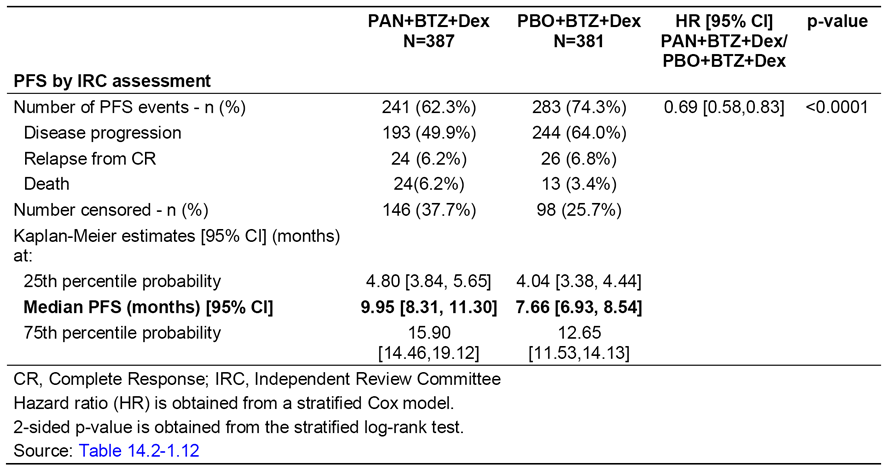 PAN+BTZ+Dex PBO+BTZ+Dex HR [95% CI] p-value
N=387 N=381 PAN+BTZ+Dex/
PBO+BTZ+Dex
PFS by IRC assessment
Number of PFS events - n (%) 241 (62.3%) 283 (74.3%) 0.69 [0.58,0.83] <0.0001
Disease progression 193 (49.9%) 244 (64.0%)
Relapse from CR 24 (6.2%) 26 (6.8%)
Death 24(6.2%) 13 (3.4%)
Number censored - n (%) 146 (37.7%) 98 (25.7%)
Kaplan-Meier estimates [95% CI] (months)
at:
25th percentile probability 4.80 [3.84, 5.65] 4.04 [3.38, 4.44]
Median PFS (months) [95% CI] 9.95 [8.31, 11.30] 7.66 [6.93, 8.54]
75th percentile probability 15.90 12.65
[14.46,19.12] [11.53,14.13]
CR, Complete Response; IRC, Independent Review Committee
Hazard ratio (HR) is obtained from a stratified Cox model.
2-sided p-value is obtained from the stratified log-rank test.
Source: Table 14.2-1.12